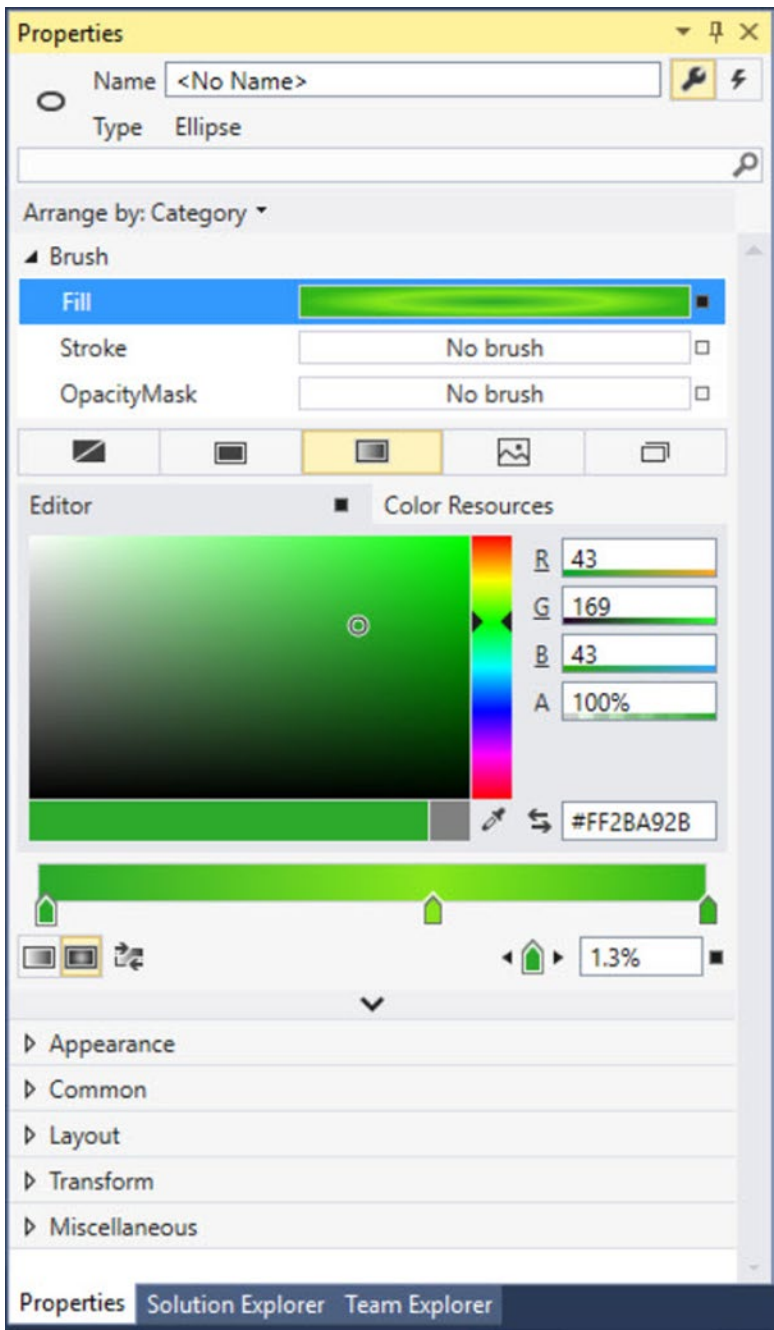 Properties
Name <No Name>
Type Ellipse
Arrange by: Category
Brush
Fill
Stroke No brush
OpacityMask No brush
Editor Color Resources
R 43
G 169
B 43
A 100%
#FF2BA92B
1.3%
Appearance
Common
Layout
Transform
Miscellaneous
Properties Solution Explorer Team Explorer